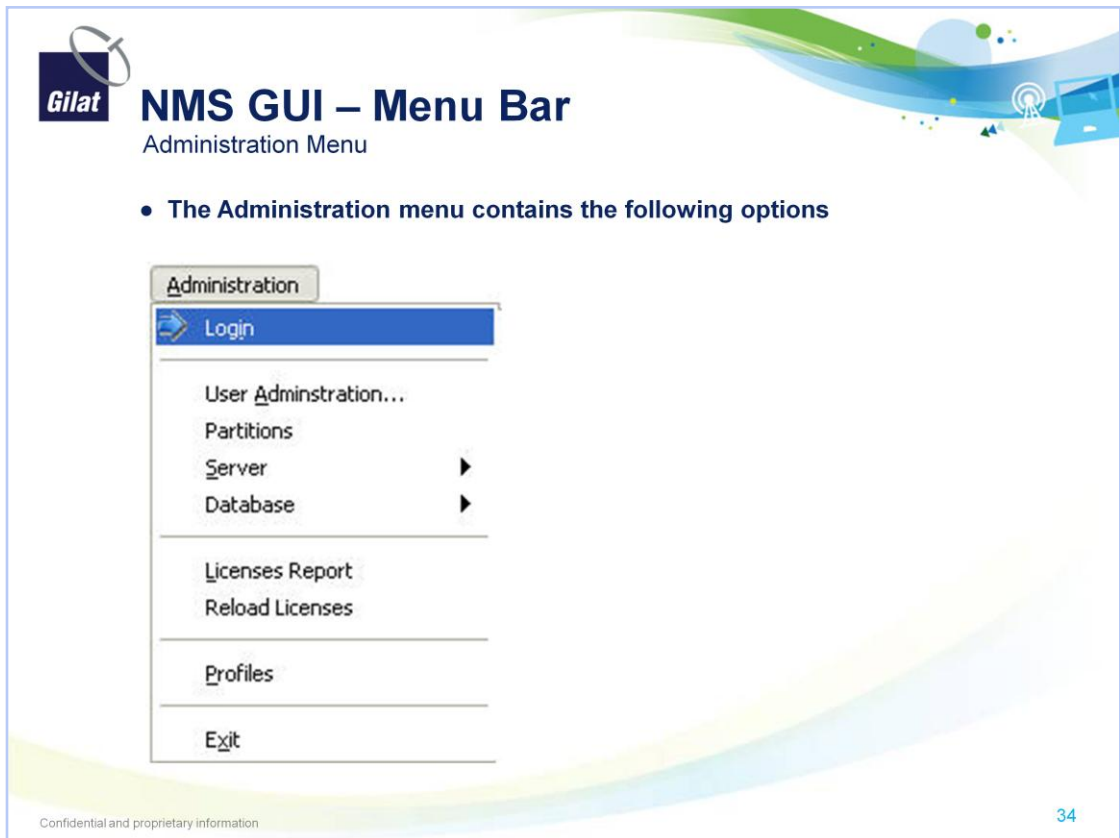 Gilat
NMS GUI – Menu Bar
Administration Menu
● The Administration menu contains the following options
Administration
Login
User Adminstration...
Partitions
Server
Database
Licenses Report
Reload Licenses
Profiles
Exit
Confidential and proprietary information
34